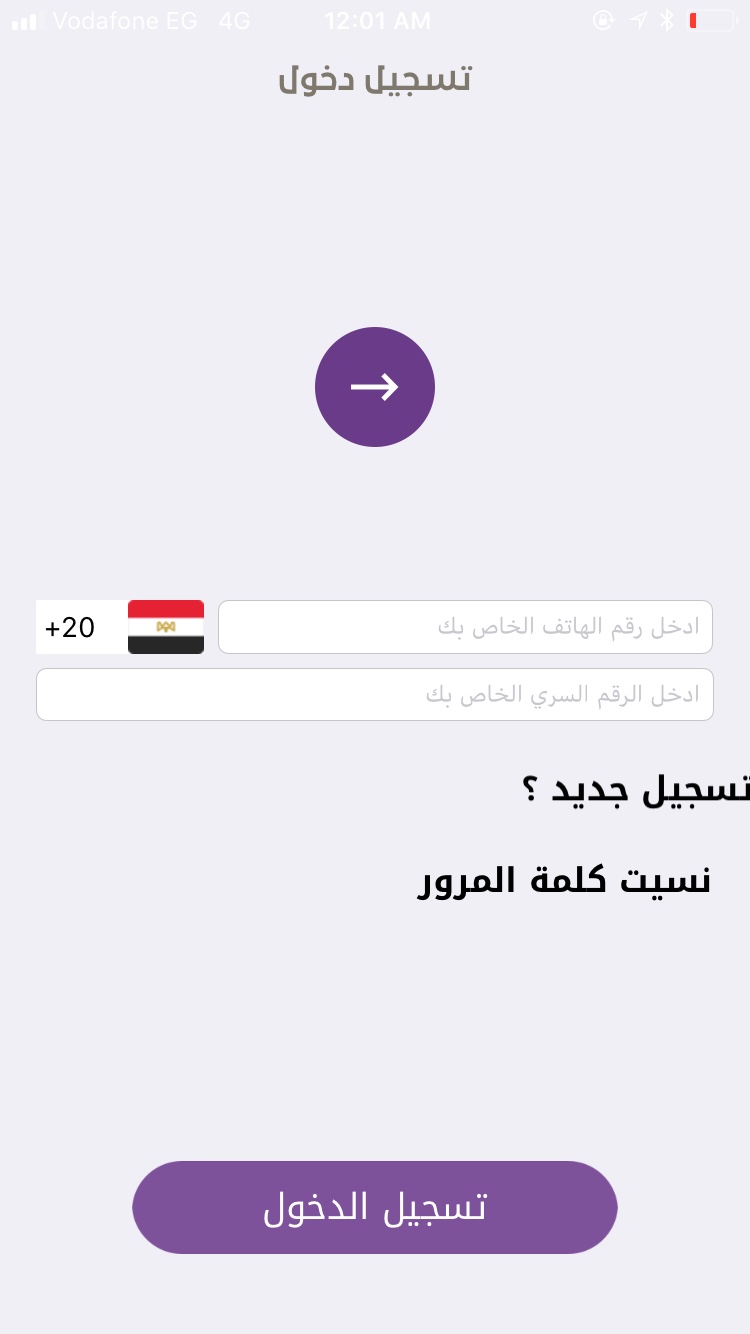 Vodafone EG 4G 12:01 AM
تسجيل دخول
ادخل رقم الهاتف الخاص بك
+20
ادخل الرقم السري الخاص بك
تسجيل جديد ؟
نسيت كلمة المرور
تسجيل الدخول